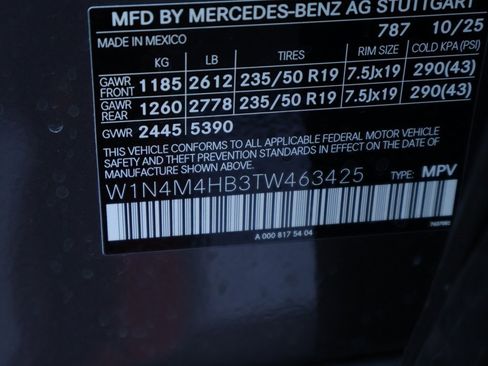 MFD BY MERCEDES-BENZ AG STUTTGART
787 10/25
MADE IN MEXICO
KG LB TIRES RIM SIZE COLD KPA (PSI)
GAWR FRONT 1185 2612 235/50 R19 7.5Jx19 290(43)
GAWR REAR 1260 2778 235/50 R19 7.5Jx19 290(43)
GVWR 2445 5390
THIS VEHICLE CONFORMS TO ALL APPLICABLE FEDERAL MOTOR VEHICLE
SAFETY AND THEFT PREVENTION STANDARDS IN EFFECT ON THE DATE OF
MANUFACTURE SHOWN ABOVE.
W1N4M4HB3TW463425 TYPE: MPV
A 000 817 54 04